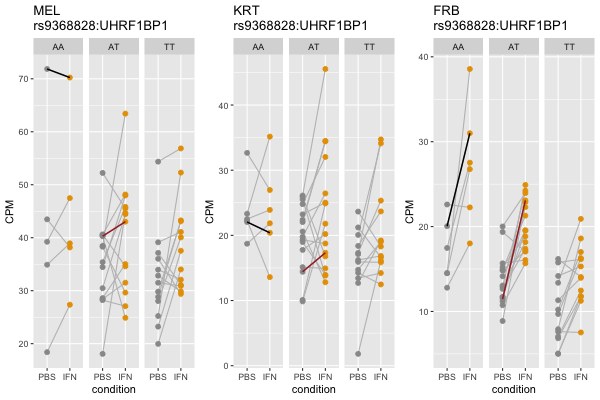 MEL
rs9368828:UHRF1BP1
AA AT TT
CPM
70
60
50
40
30
20
PBS IFN PBS IFN PBS IFN
condition
KRT
rs9368828:UHRF1BP1
AA AT TT
CPM
40
30
20
10
0
PBS IFN PBS IFN PBS IFN
condition
FRB
rs9368828:UHRF1BP1
AA AT TT
CPM
40
30
20
10
PBS IFN PBS IFN PBS IFN
condition